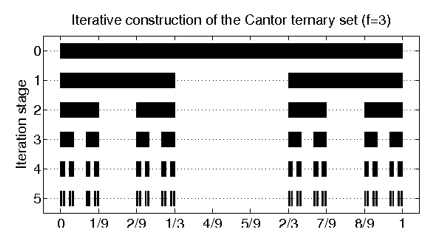 Iterative construction of the Cantor ternary set (f=3)
Iteration stage
0
1
2
3
4
5
0 1/9 2/9 1/3 4/9 5/9 2/3 7/9 8/9 1